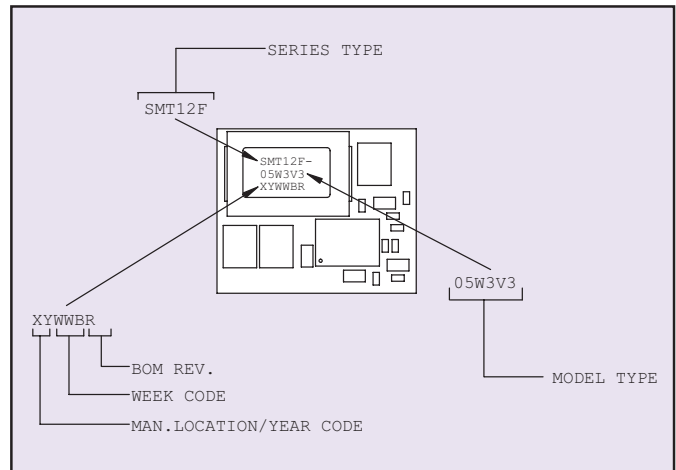 SERIES TYPE
SMT12F
SMT12F-
05W3V3
XYWWBR
05W3V3
XYWWBR
BOM REV.
WEEK CODE
MODEL TYPE
MAN.LOCATION/YEAR CODE